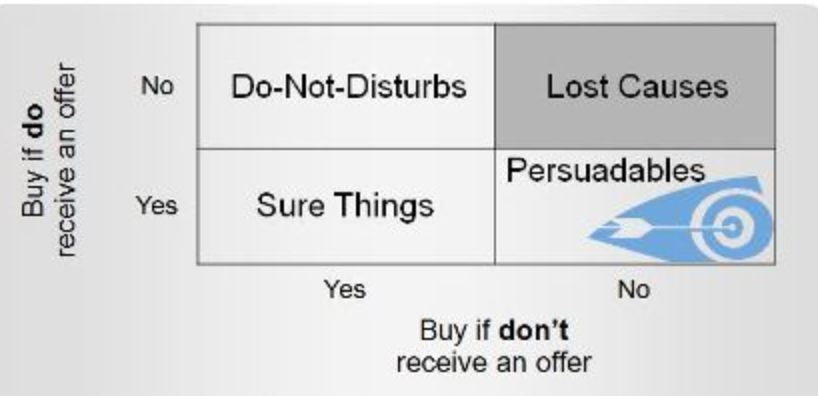 Buy if do
receive an offer
No
Do-Not-Disturbs
Lost Causes
Yes
Sure Things
Persuadables
Yes
No
Buy if don't
receive an offer